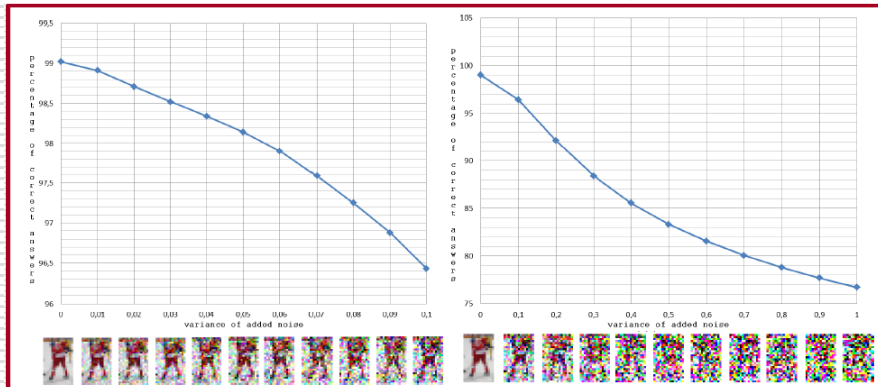 99,5
99
98,5
98
97,5
97
96,5
96
percentage of correct answers
0 0,01 0,02 0,03 0,04 0,05 0,06 0,07 0,08 0,09 0,1
variance of added noise
105
100
95
90
85
80
75
percentage of correct answers
0 0,1 0,2 0,3 0,4 0,5 0,6 0,7 0,8 0,9 1
variance of added noise